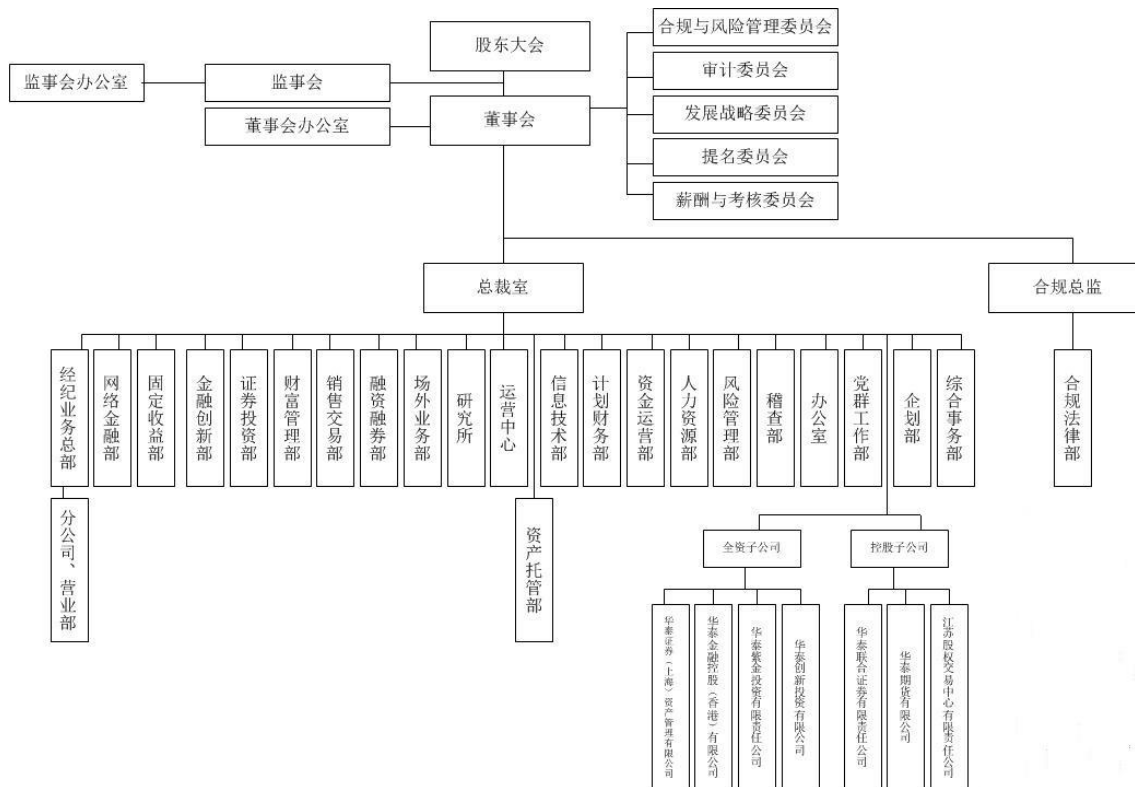 股东大会
合规与风险管理委员会
审计委员会
监事会办公室
监事会
董事会办公室
董事会
发展战略委员会
提名委员会
薪酬与考核委员会
总裁室
合规总监
经纪业务总部
网络金融部
固定收益部
金融创新部
证券投资部
财富管理部
销售交易部
融资融券部
场外业务部
研究所
运营中心
信息技术部
计划财务部
资金运营部
人力资源部
风险管理部
稽查部
办公室
党群工作部
企划部
综合事务部
合规法律部
分公司、营业部
资产托管部
全资子公司
控股子公司
华泰证券（上海）资产管理有限公司
华泰金融控股（香港）有限公司
华泰紫金投资有限责任公司
华泰创新投资有限公司
华泰联合证券有限责任公司
华泰期货有限公司
江苏股权交易中心有限责任公司